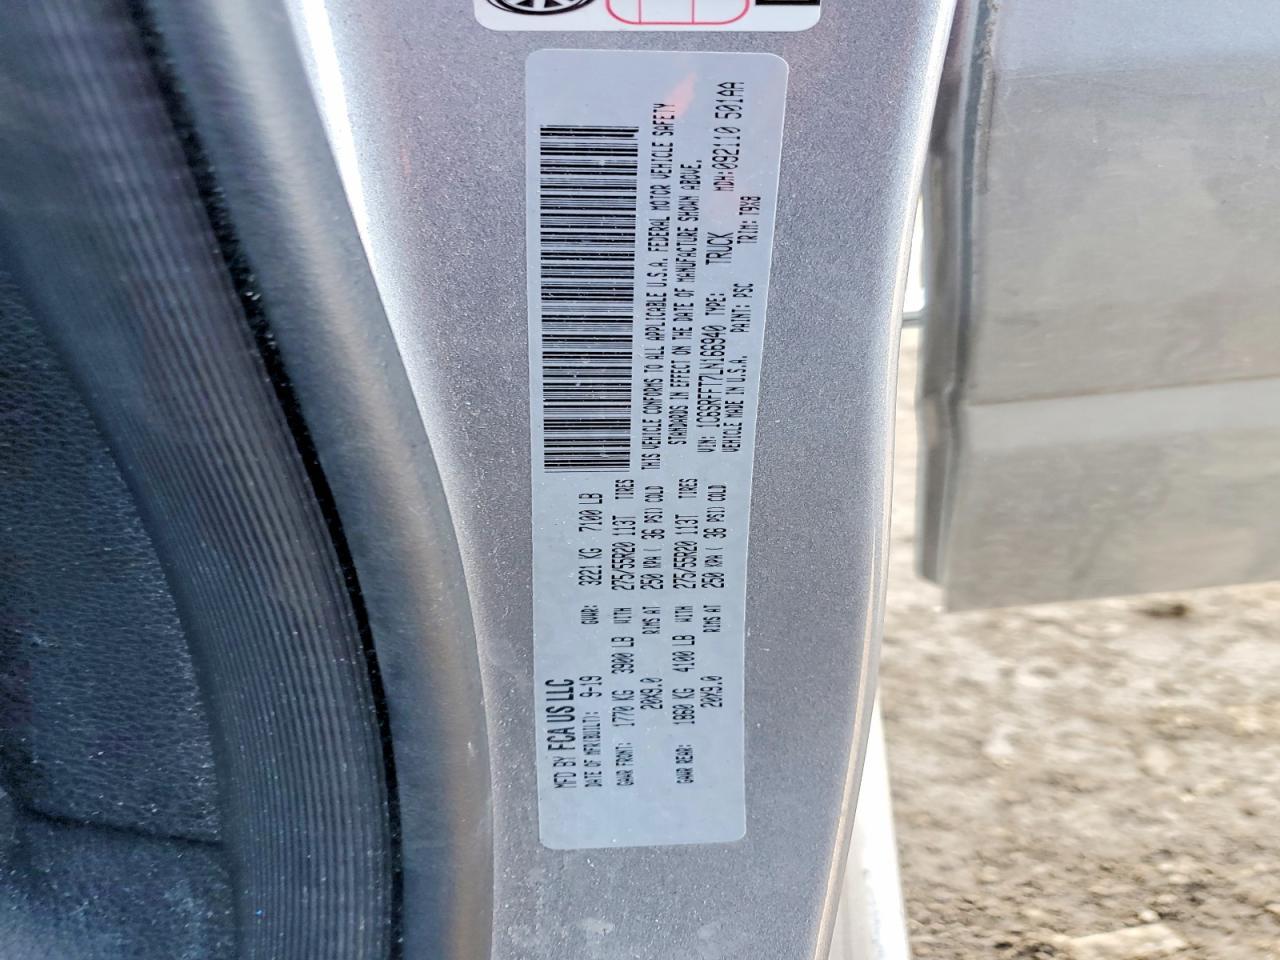 MFD BY FCA US LLC
DATE OF MFR(BUILT): 9-19 GVWR: 3221 KG 7100 LB
GAWR FRONT: 1770 KG 3900 LB WITH 275/55R20 113T TIRES
20X9.0 RIMS AT 250 KPA ( 36 PSI) COLD
GAWR REAR: 1860 KG 4100 LB WITH 275/55R20 113T TIRES
20X9.0 RIMS AT 250 KPA ( 36 PSI) COLD
THIS VEHICLE CONFORMS TO ALL APPLICABLE U.S.A. FEDERAL MOTOR VEHICLE SAFETY
STANDARDS IN EFFECT ON THE DATE OF MANUFACTURE SHOWN ABOVE.
VIN: 1C6SRFFT7LN166940 TYPE: TRUCK MDH:092110 501AA
VEHICLE MADE IN U.S.A. PAINT: PSC TRIM: T9X8